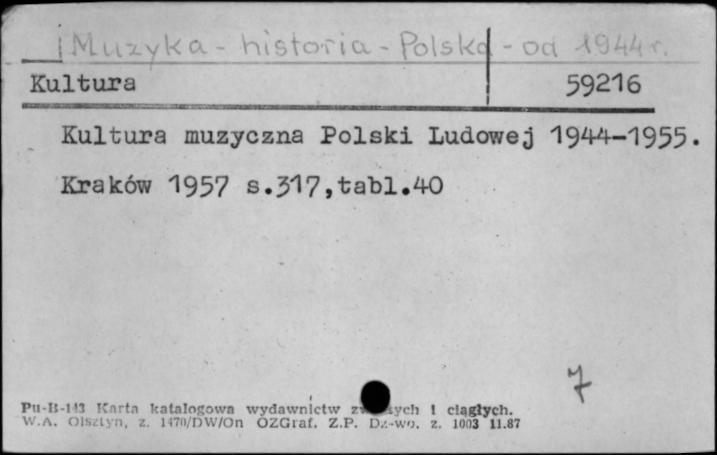 Muzyka - historia - Polska - od 1944 r.
Kultura 59216
Kultura muzyczna Polski Ludowej 1944-1955.
Kraków 1957 s.317,tabl.40
7
Pu-B-143 Karta katalogowa wydawnictw i ciągłych.
W.A. Olsztyn, z. 1470/DW/On OZGraf. Z.P. Dz-wo. z. 1003 11.87